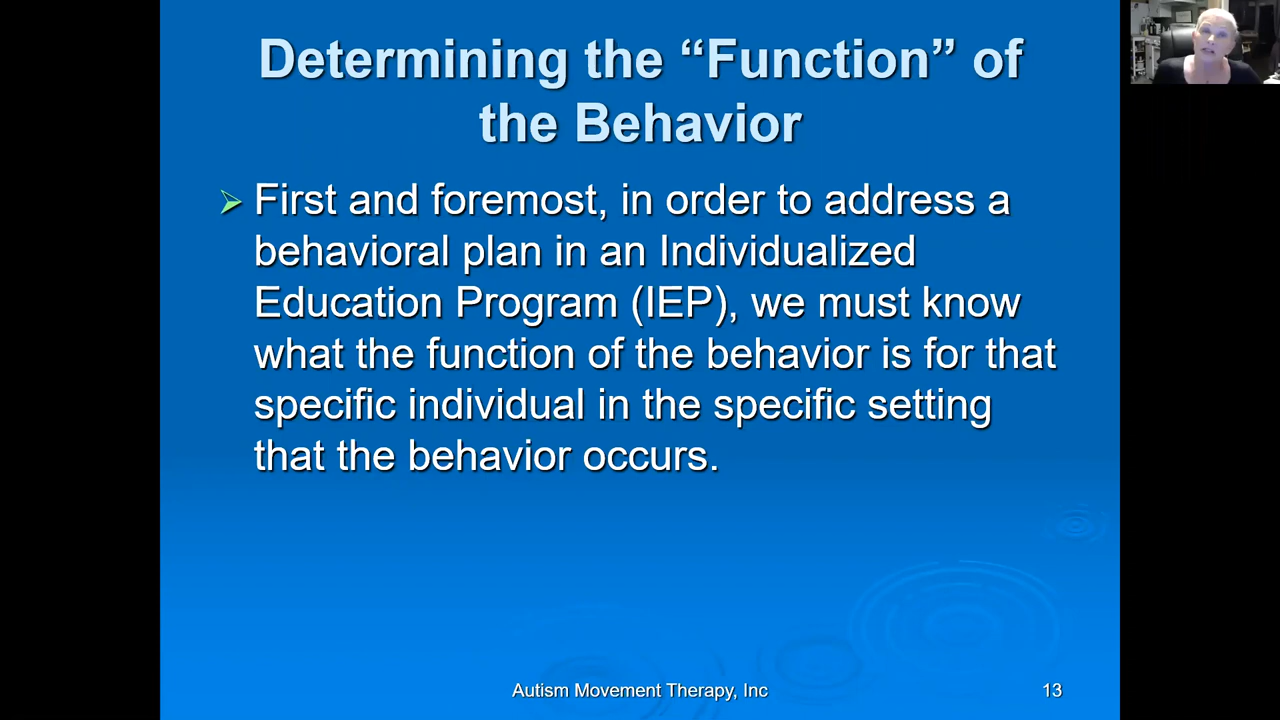 Determining the “Function” of
the Behavior
First and foremost, in order to address a
behavioral plan in an Individualized
Education Program (IEP), we must know
what the function of the behavior is for that
specific individual in the specific setting
that the behavior occurs.
Autism Movement Therapy, Inc
13